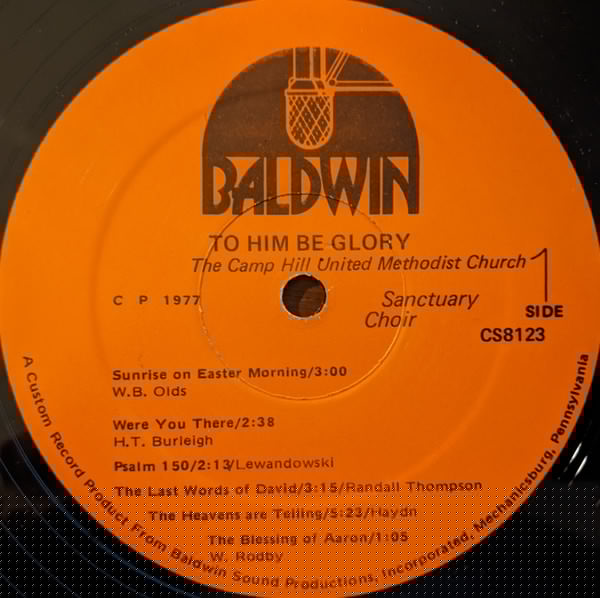 BALDWIN
TO HIM BE GLORY
The Camp Hill United Methodist Church
C P 1977
Sanctuary
Choir
1
SIDE
CS8123
Sunrise on Easter Morning/3:00
W.B. Olds
Were You There/2:38
H.T. Burleigh
Psalm 150/2:13/Lewandowski
The Last Words of David/3:15/Randall Thompson
The Heavens are Telling/5:23/Haydn
The Blessing of Aaron/1:05
W. Rodby
A Custom Record Product From Baldwin Sound Productions, Incorporated, Mechanicsburg, Pennsylvania